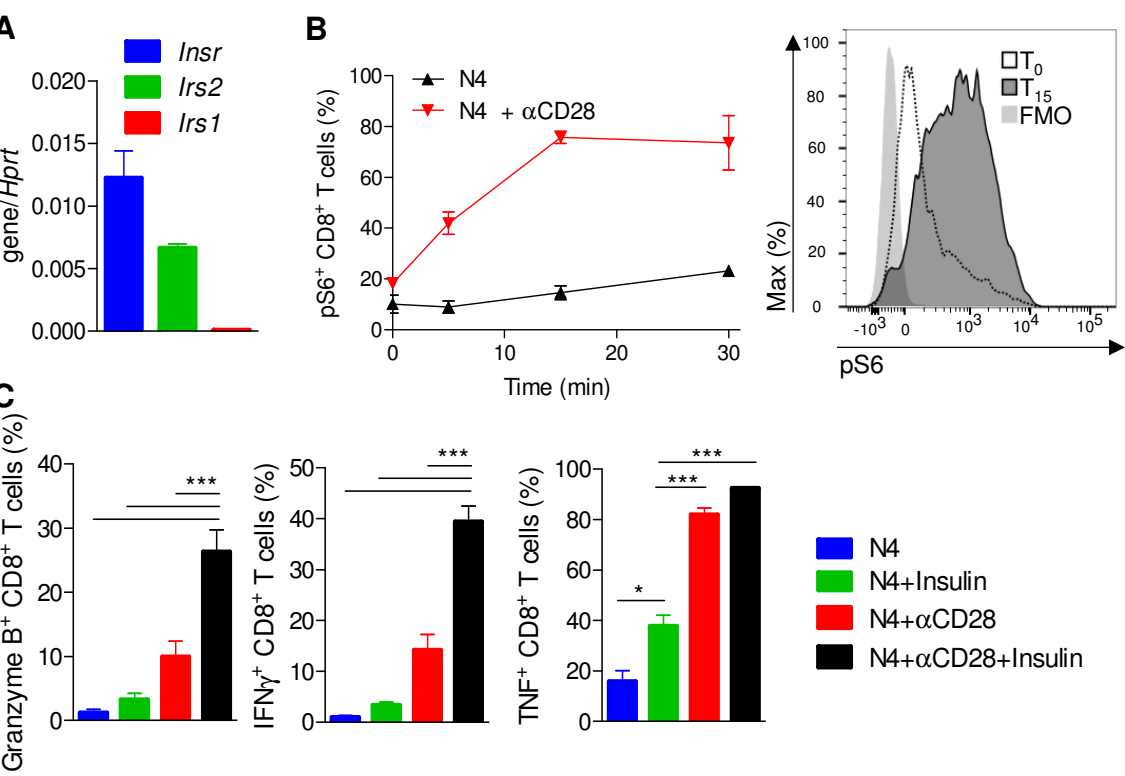 A
Insr
Irs2
Irs1
gene/Hprt
0.020
0.015
0.010
0.005
0.000
B
N4
N4 + αCD28
pS6+ CD8+ T cells (%)
100
80
60
40
20
0
0 10 20 30
Time (min)
T0
T15
FMO
Max (%)
100
80
60
40
20
0
-10³ 0 10³ 10⁴ 10⁵
pS6
C
Granzyme B+ CD8+ T cells (%)
40
30
20
10
0
***
IFNγ+ CD8+ T cells (%)
50
40
30
20
10
0
***
TNF+ CD8+ T cells (%)
100
80
60
40
20
0
***
***
*
N4
N4+Insulin
N4+αCD28
N4+αCD28+Insulin